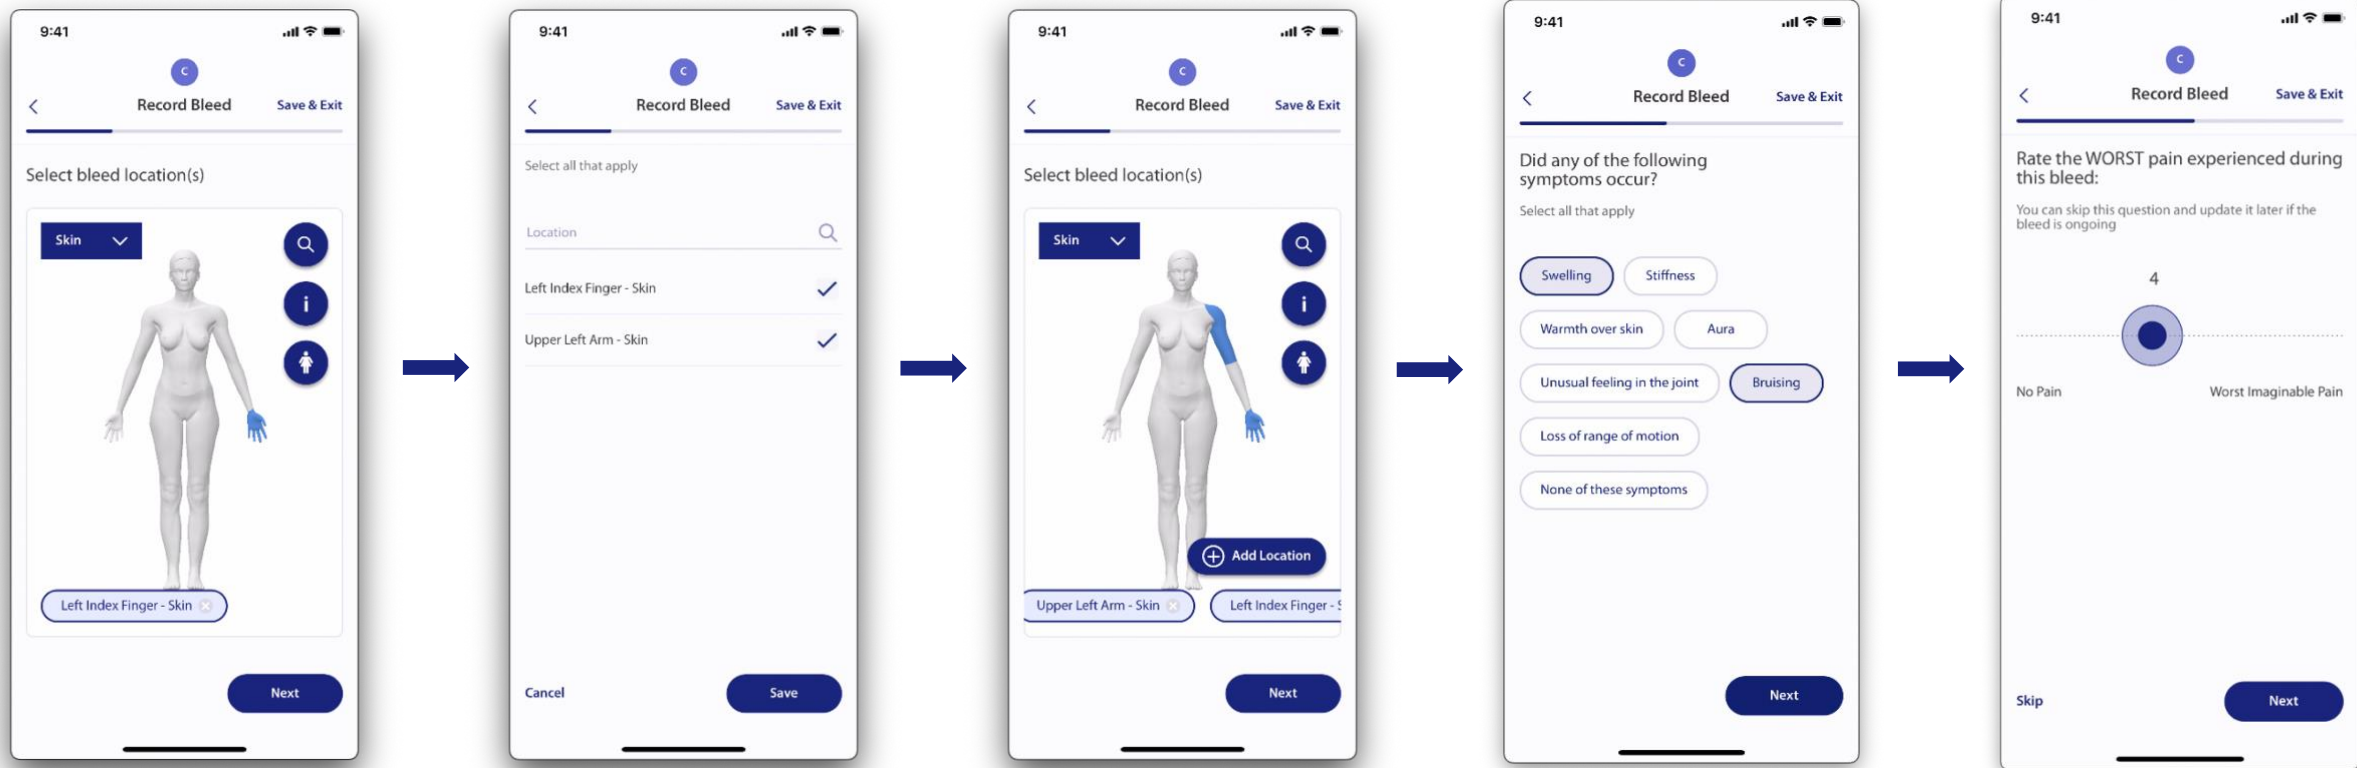 9:41
C
Record Bleed
Save & Exit
Select bleed location(s)
Skin
i
Left Index Finger - Skin
Next
9:41
C
Record Bleed
Save & Exit
Select all that apply
Location
Left Index Finger - Skin
Upper Left Arm - Skin
Cancel
Save
9:41
C
Record Bleed
Save & Exit
Select bleed location(s)
Skin
i
Add Location
Upper Left Arm - Skin
Left Index Finger - S
Next
9:41
C
Record Bleed
Save & Exit
Did any of the following
symptoms occur?
Select all that apply
Swelling
Stiffness
Warmth over skin
Aura
Unusual feeling in the joint
Bruising
Loss of range of motion
None of these symptoms
Next
9:41
C
Record Bleed
Save & Exit
Rate the WORST pain experienced during
this bleed:
You can skip this question and update it later if the
bleed is ongoing
4
No Pain
Worst Imaginable Pain
Skip
Next